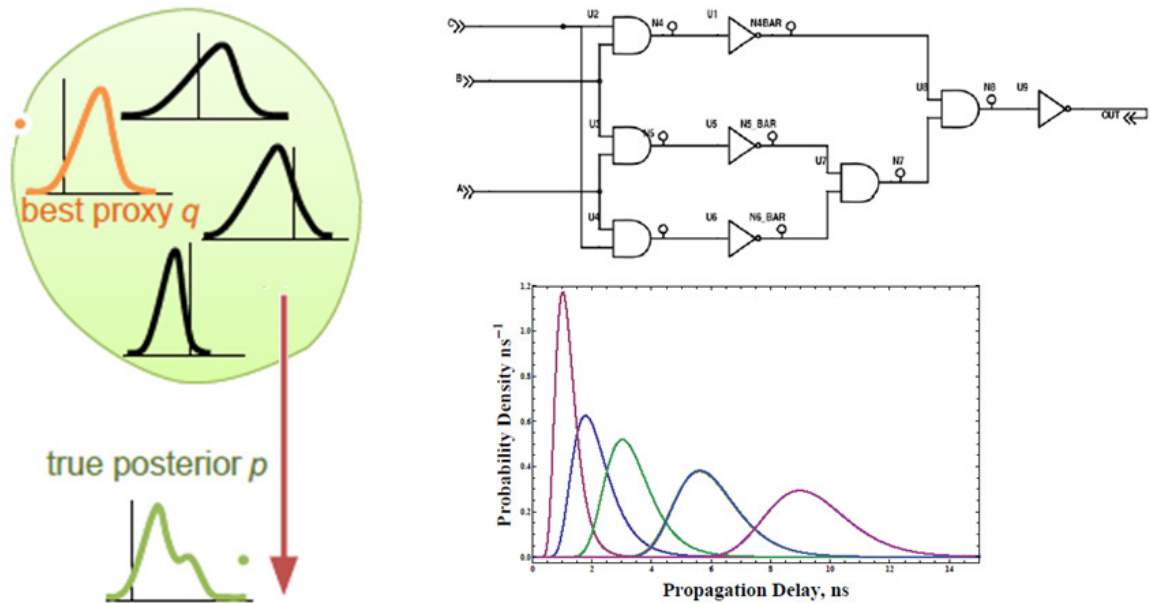 best proxy q
true posterior p
C
B
A
U2
N4
U1
N4BAR
U3
N5
U5
N5_BAR
U4
U6
N6_BAR
U7
N7
U8
N8
U9
OUT
Probability Density ns⁻¹
1.2
1.0
0.8
0.6
0.4
0.2
0.0
0
2
4
6
8
10
12
14
Propagation Delay, ns